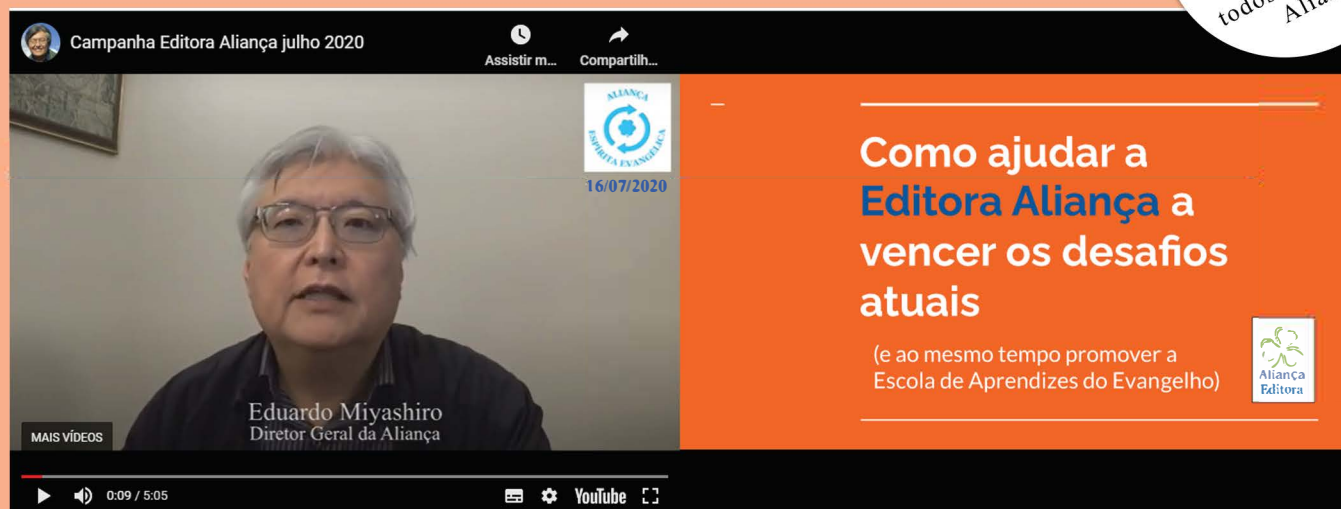 todos
Campanha Editora Aliança julho 2020
Assistir m...
Compartilh...
ALIANÇA
ESPÍRITA EVANGÉLICA
16/07/2020
Eduardo Miyashiro
Diretor Geral da Aliança
MAIS VÍDEOS
0:09 / 5:05
YouTube
Como ajudar a
Editora Aliança a
vencer os desafios
atuais
(e ao mesmo tempo promover a
Escola de Aprendizes do Evangelho)
Aliança
Editora